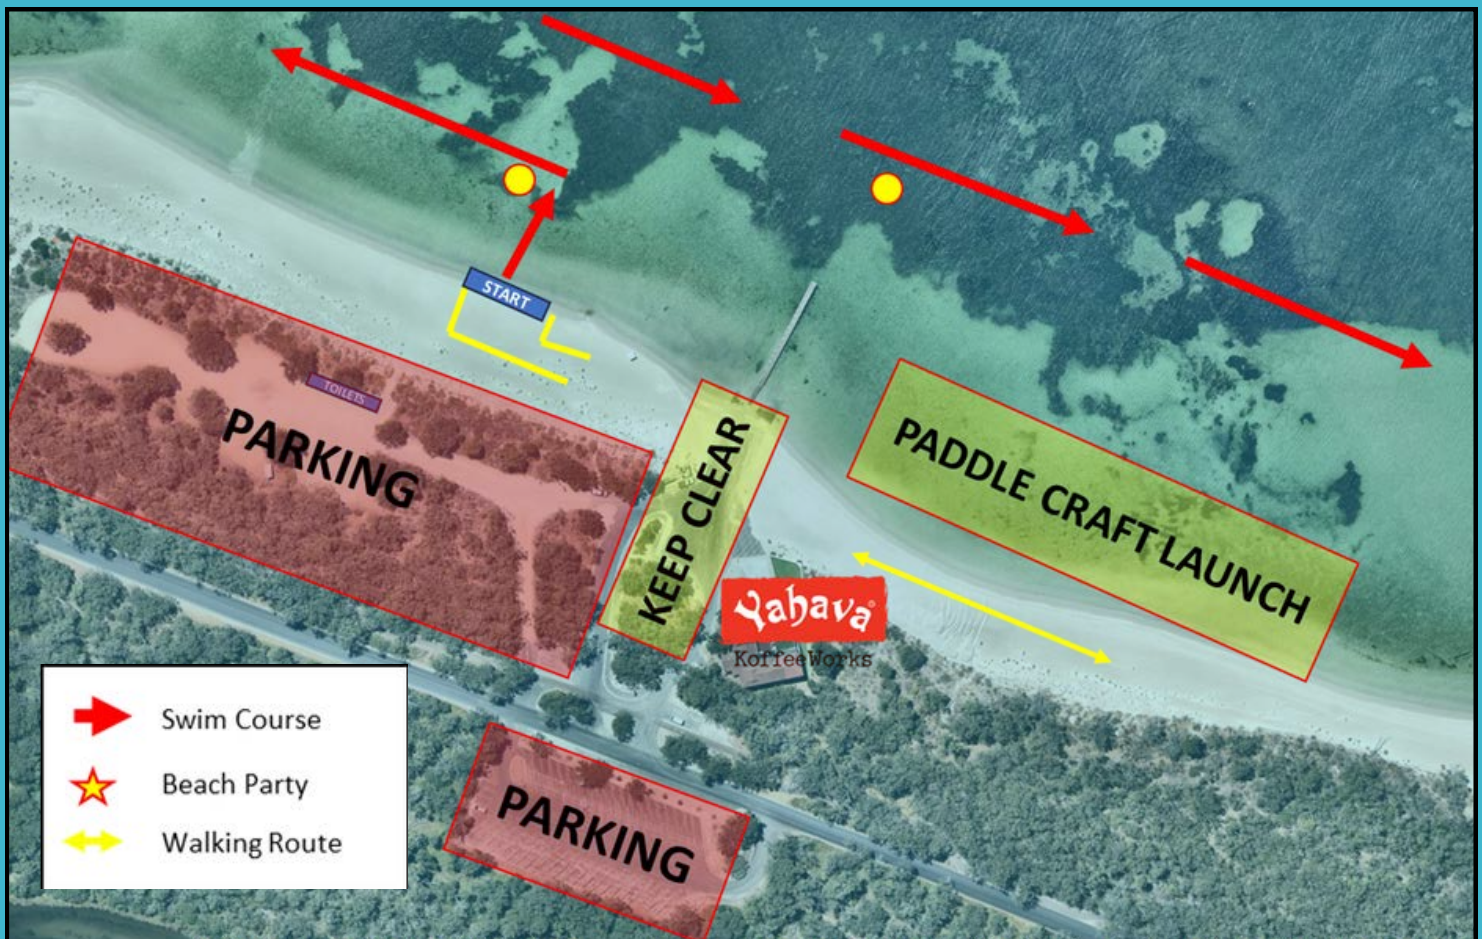 START
TOILETS
PARKING
KEEP CLEAR
PADDLE CRAFT LAUNCH
Yahava®
KoffeeWorks
Swim Course
Beach Party
Walking Route
PARKING